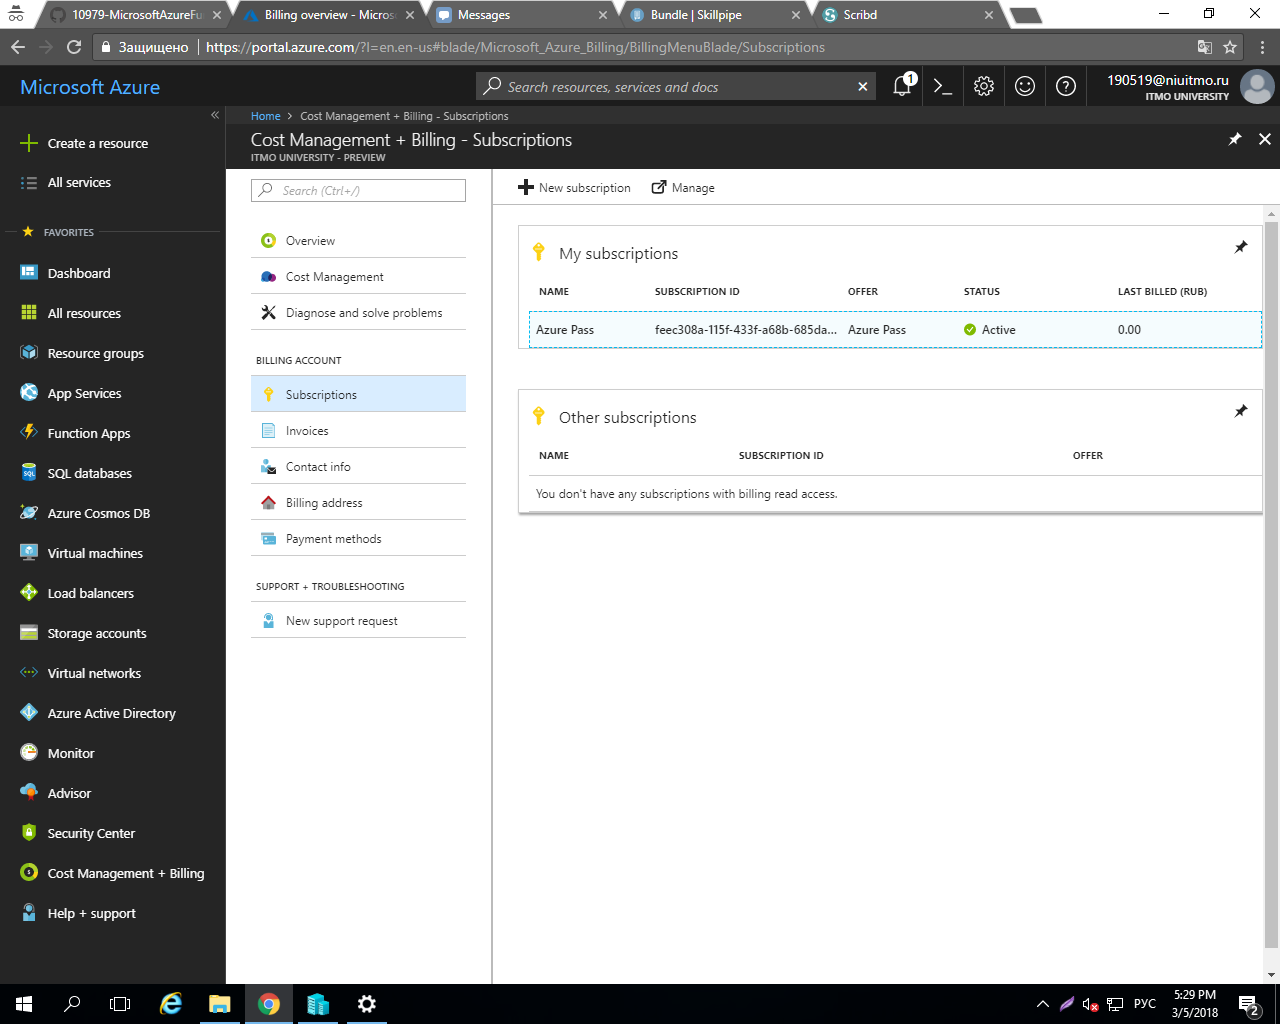 10979-MicrosoftAzureFu
Billing overview - Micros
Messages
Bundle | Skillpipe
Scribd
Защищено
https://portal.azure.com/?l=en.en-us#blade/Microsoft_Azure_Billing/BillingMenuBlade/Subscriptions
Microsoft Azure
Search resources, services and docs
1
190519@niuitmo.ru
ITMO UNIVERSITY
Home > Cost Management + Billing - Subscriptions
Cost Management + Billing - Subscriptions
ITMO UNIVERSITY - PREVIEW
Create a resource
All services
FAVORITES
Dashboard
All resources
Resource groups
App Services
Function Apps
SQL databases
Azure Cosmos DB
Virtual machines
Load balancers
Storage accounts
Virtual networks
Azure Active Directory
Monitor
Advisor
Security Center
Cost Management + Billing
Help + support
Search (Ctrl+/)
Overview
Cost Management
Diagnose and solve problems
BILLING ACCOUNT
Subscriptions
Invoices
Contact info
Billing address
Payment methods
SUPPORT + TROUBLESHOOTING
New support request
New subscription
Manage
My subscriptions
NAME SUBSCRIPTION ID OFFER STATUS LAST BILLED (RUB)
Azure Pass feec308a-115f-433f-a68b-685da... Azure Pass Active 0.00
Other subscriptions
NAME SUBSCRIPTION ID OFFER
You don't have any subscriptions with billing read access.
РУС
5:29 PM
3/5/2018
2